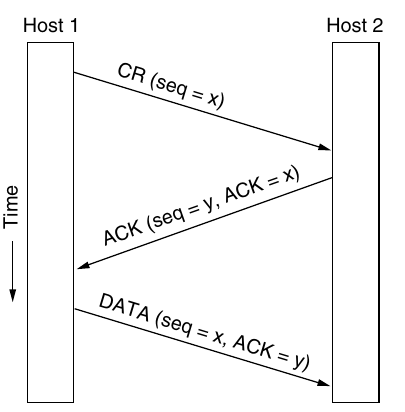 Host 1
Host 2
CR (seq = x)
ACK (seq = y, ACK = x)
Time
DATA (seq = x, ACK = y)